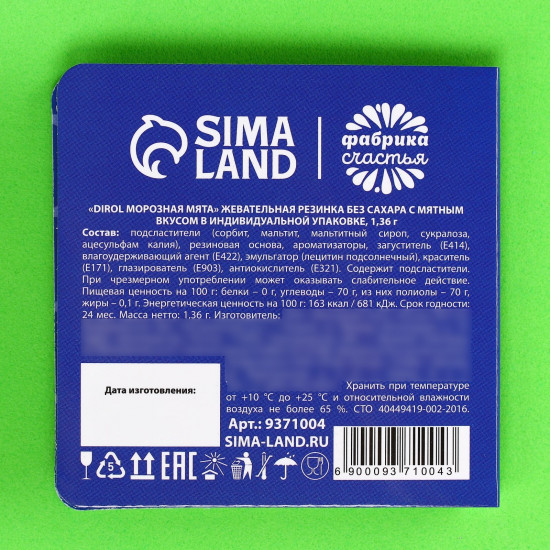 SIMA
LAND
фабрика
счастья
«DIROL МОРОЗНАЯ МЯТА» ЖЕВАТЕЛЬНАЯ РЕЗИНКА БЕЗ САХАРА С МЯТНЫМ
ВКУСОМ В ИНДИВИДУАЛЬНОЙ УПАКОВКЕ, 1,36 г
Состав: подсластители (сорбит, мальтит, мальтитный сироп, сукралоза,
ацесульфам калия), резиновая основа, ароматизаторы, загуститель (Е414),
влагоудерживающий агент (Е422), эмульгатор (лецитин подсолнечный), краситель
(Е171), глазирователь (Е903), антиокислитель (Е321). Содержит подсластители.
При чрезмерном употреблении может оказывать слабительное действие.
Пищевая ценность на 100 г: белки – 0 г, углеводы – 70 г, из них полиолы – 70 г,
жиры – 0,1 г. Энергетическая ценность на 100 г: 163 ккал / 681 кДж. Срок годности:
24 мес. Масса нетто: 1,36 г. Изготовитель:
Хранить при температуре
от +10 °С до +25 °С и относительной влажности
воздуха не более 65 %. СТО 40449419-002-2016.
Дата изготовления:
Арт.: 9371004
SIMA-LAND.RU
5
EAC
6 900093 710043